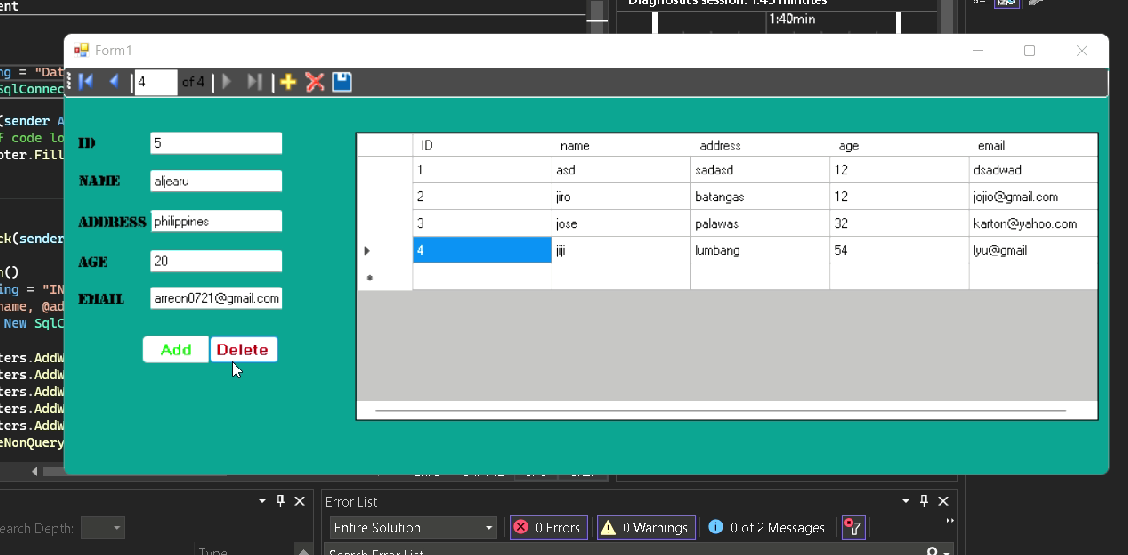 ent
Diagnostics session: 1:43 minutes
1:40min
Form1
4 of 4
ng = "Dat
SqlConnec
(sender A
f code lo
pter.Fill
ck(sender
n()
ing = "IN
name, @ad
New SqlC
ters.AddW
ters.AddW
ters.AddW
ters.AddW
ters.AddW
eNonQuery
ID 5
NAME aljearu
ADDRESS philippines
AGE 20
EMAIL arreon0721@gmail.com
Add Delete
ID name address age email
1 asd sadasd 12 dsadwad
2 jiro batangas 12 jojio@gmail.com
3 jose palawas 32 karton@yahoo.com
4 jiji lumbang 54 lyu@gmail
Error List
earch Depth:
Entire Solution 0 Errors 0 Warnings 0 of 2 Messages
Type
Search Error List